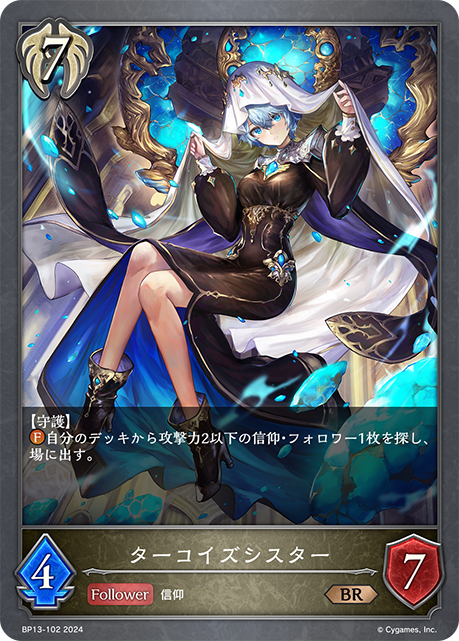 7
【守護】
F 自分のデッキから攻撃力2以下の信仰・フォロワー1枚を探し、
場に出す。
ターコイズシスター
4
Follower 信仰
BR
7
BP13-102 2024
© Cygames, Inc.